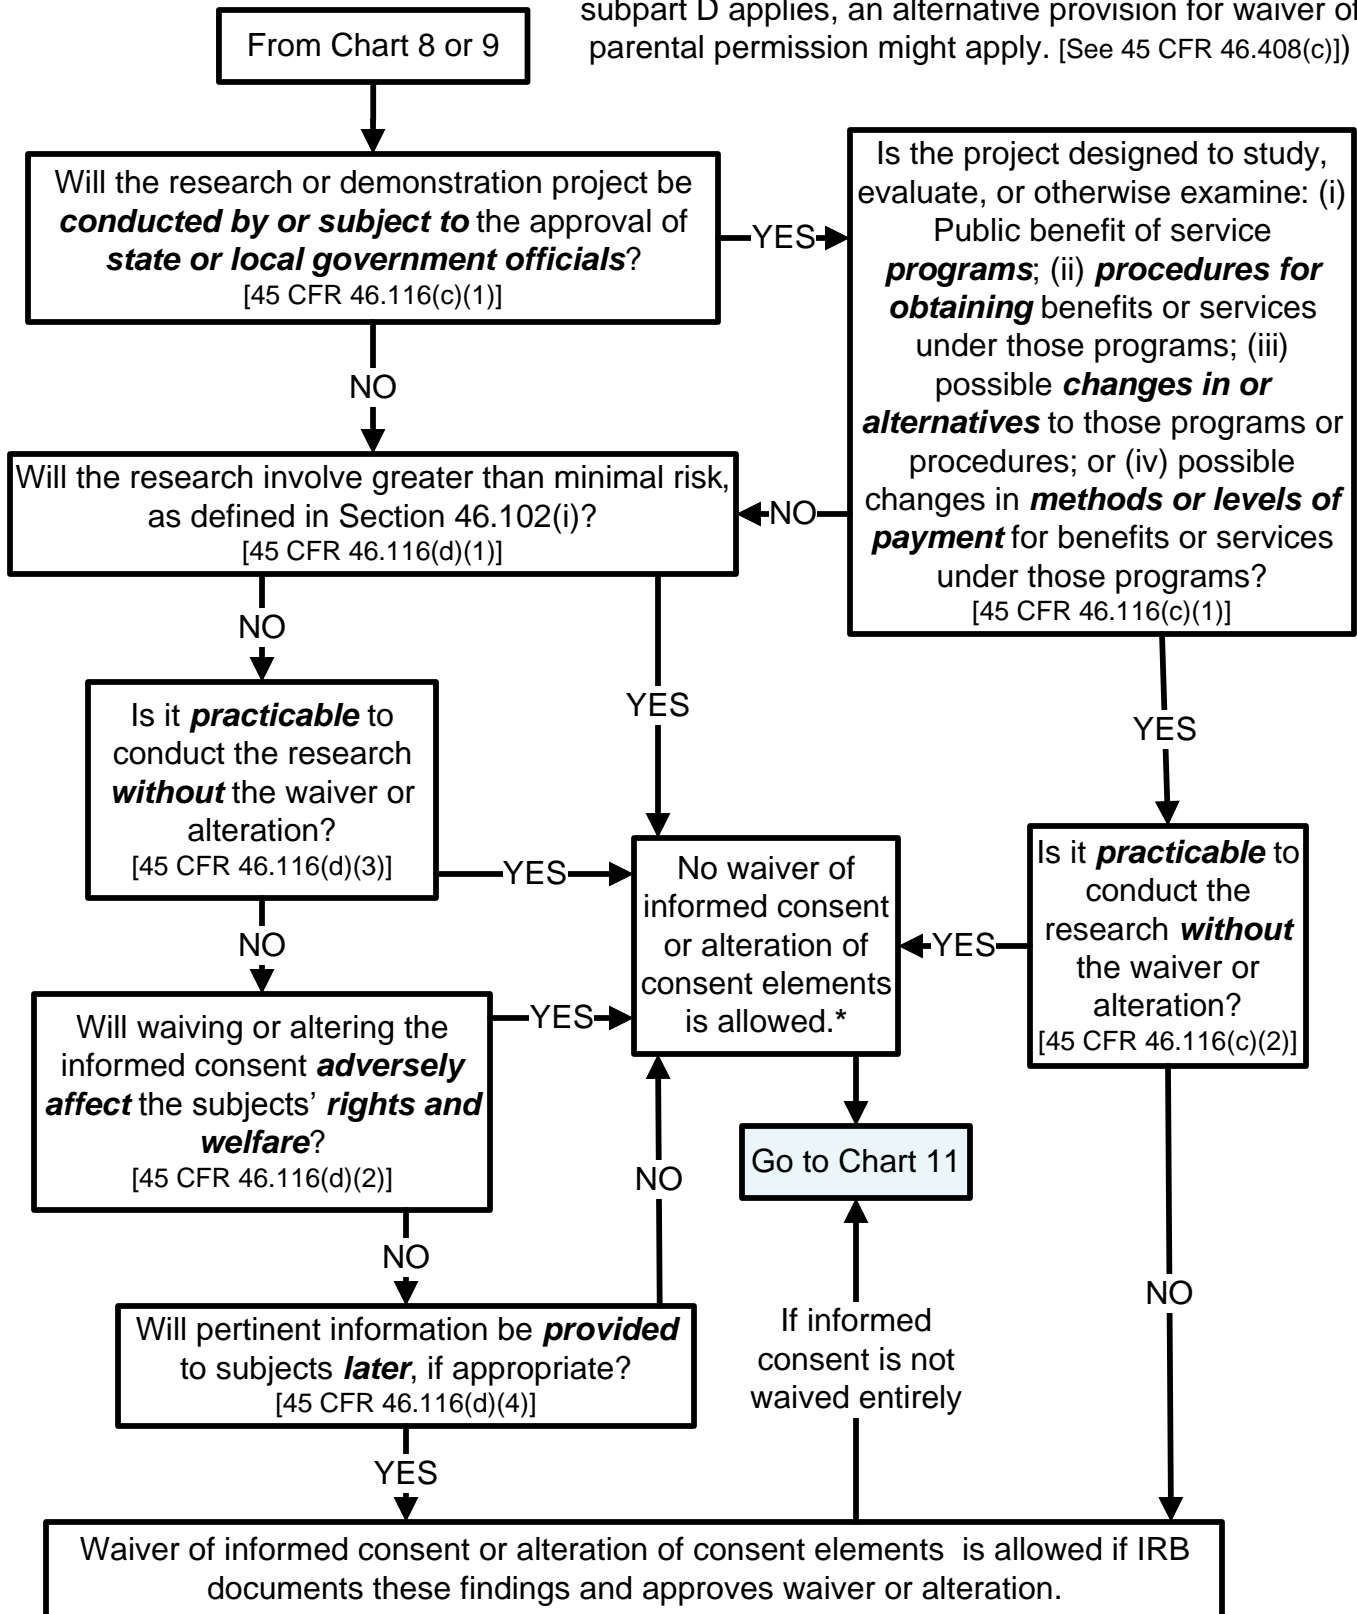 subpart D applies, an alternative provision for waiver of
parental permission might apply. [See 45 CFR 46.408(c)])
From Chart 8 or 9
Will the research or demonstration project be
conducted by or subject to the approval of
state or local government officials?
[45 CFR 46.116(c)(1)]
YES
Is the project designed to study,
evaluate, or otherwise examine: (i)
Public benefit of service
programs; (ii) procedures for
obtaining benefits or services
under those programs; (iii)
possible changes in or
alternatives to those programs or
procedures; or (iv) possible
changes in methods or levels of
payment for benefits or services
under those programs?
[45 CFR 46.116(c)(1)]
NO
Will the research involve greater than minimal risk,
as defined in Section 46.102(i)?
[45 CFR 46.116(d)(1)]
NO
NO
YES
YES
Is it practicable to
conduct the research
without the waiver or
alteration?
[45 CFR 46.116(d)(3)]
YES
No waiver of
informed consent
or alteration of
consent elements
is allowed.*
YES
Is it practicable to
conduct the
research without
the waiver or
alteration?
[45 CFR 46.116(c)(2)]
NO
Will waiving or altering the
informed consent adversely
affect the subjects’ rights and
welfare?
[45 CFR 46.116(d)(2)]
YES
Go to Chart 11
NO
NO
NO
Will pertinent information be provided
to subjects later, if appropriate?
[45 CFR 46.116(d)(4)]
If informed
consent is not
waived entirely
YES
Waiver of informed consent or alteration of consent elements is allowed if IRB
documents these findings and approves waiver or alteration.